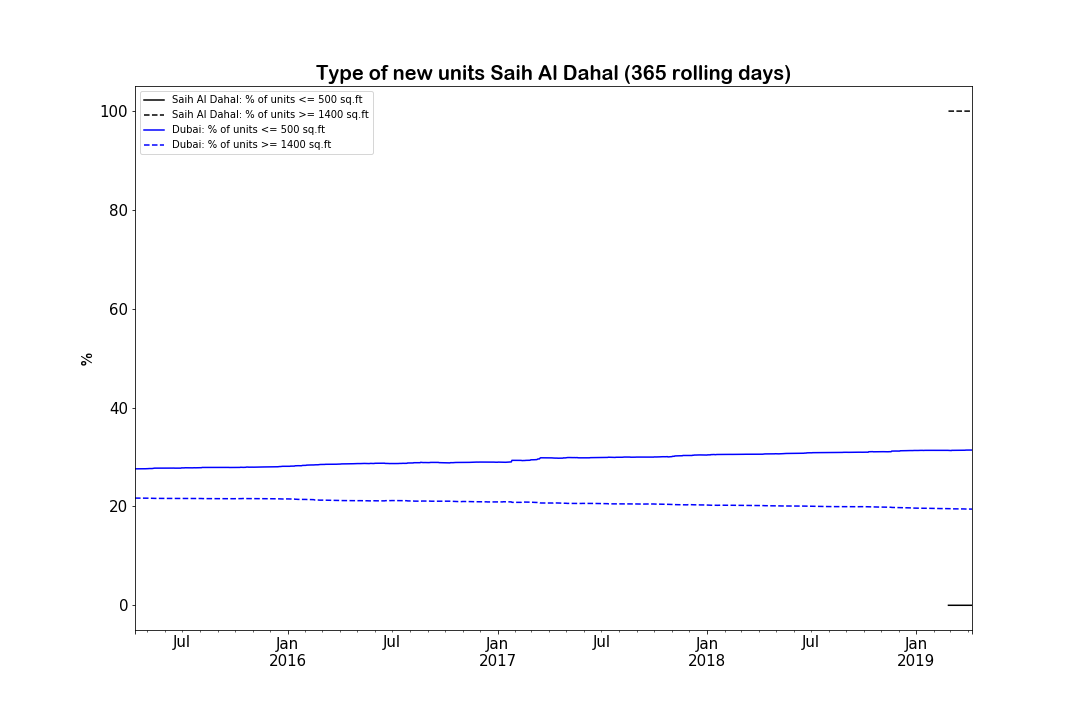 Type of new units Saih Al Dahal (365 rolling days)
Saih Al Dahal: % of units <= 500 sq.ft
Saih Al Dahal: % of units >= 1400 sq.ft
Dubai: % of units <= 500 sq.ft
Dubai: % of units >= 1400 sq.ft
100
80
60
40
20
0
%
Jul
Jan
2016
Jul
Jan
2017
Jul
Jan
2018
Jul
Jan
2019